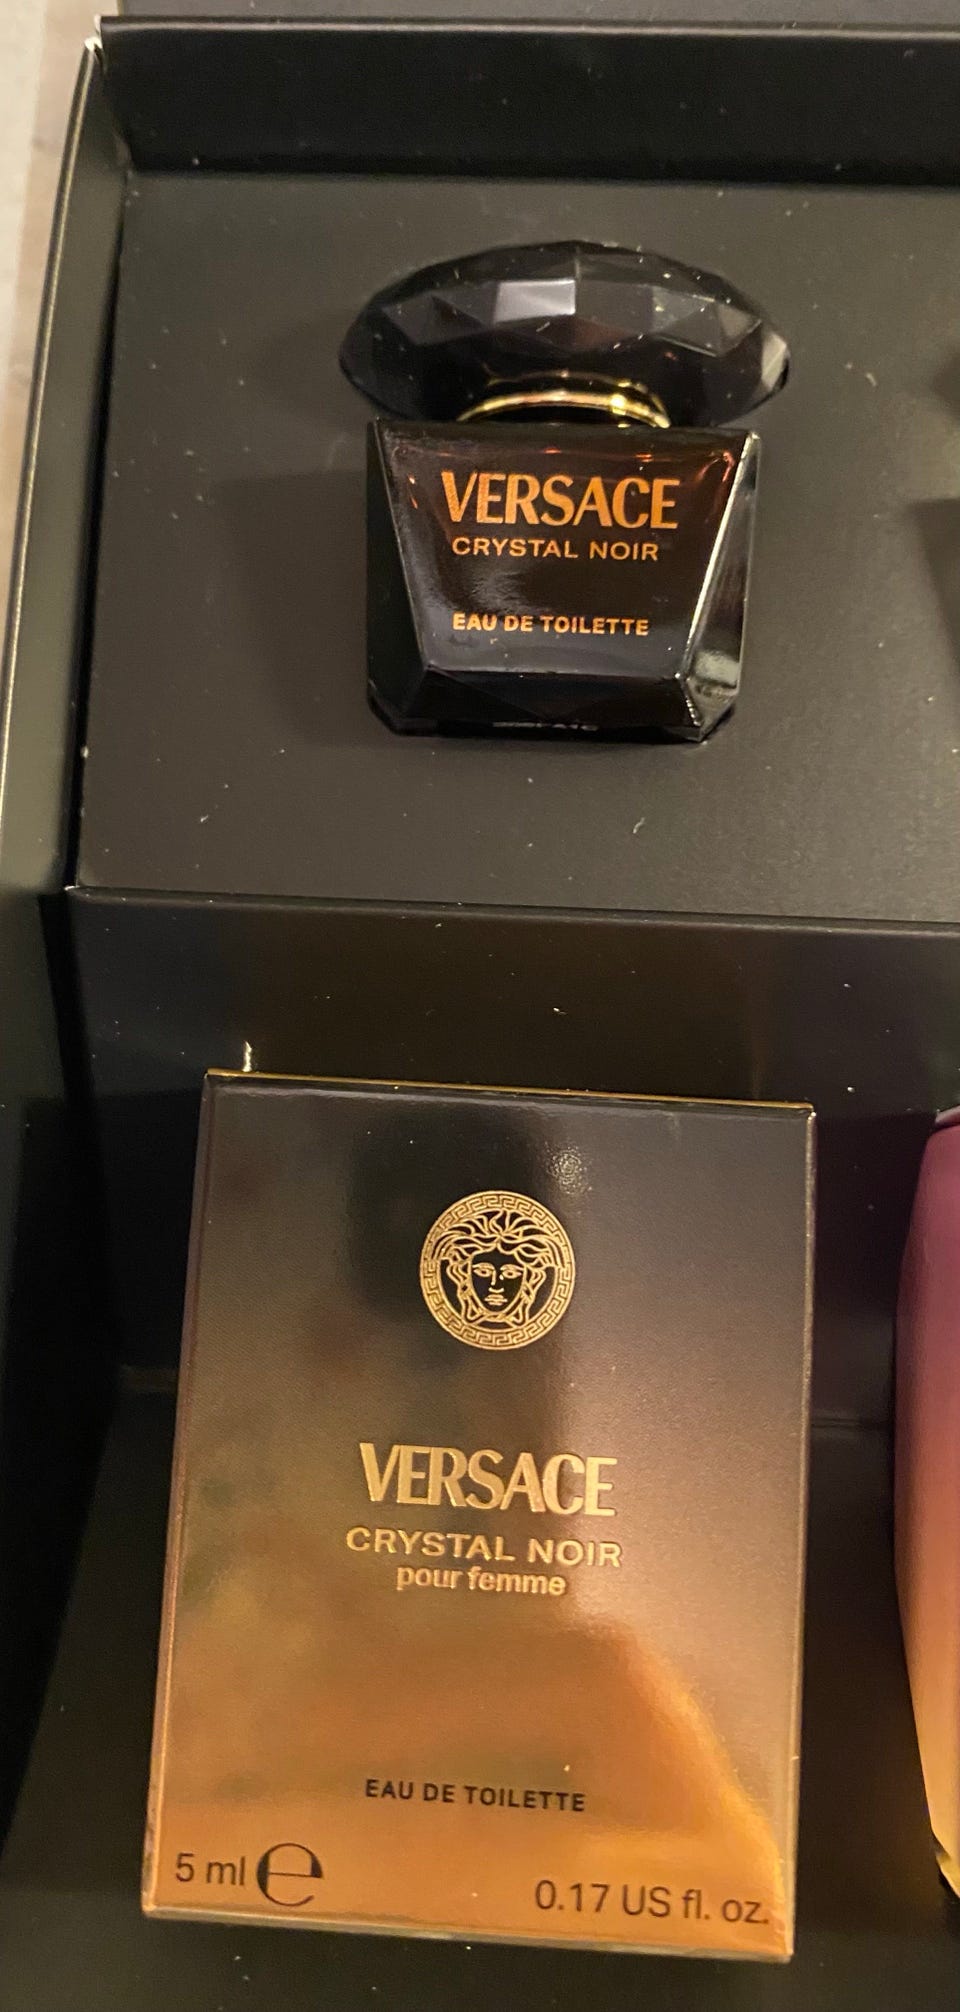 VERSACE
CRYSTAL NOIR
EAU DE TOILETTE
VERSACE
CRYSTAL NOIR
pour femme
EAU DE TOILETTE
5 ml ℮
0.17 US fl. oz.